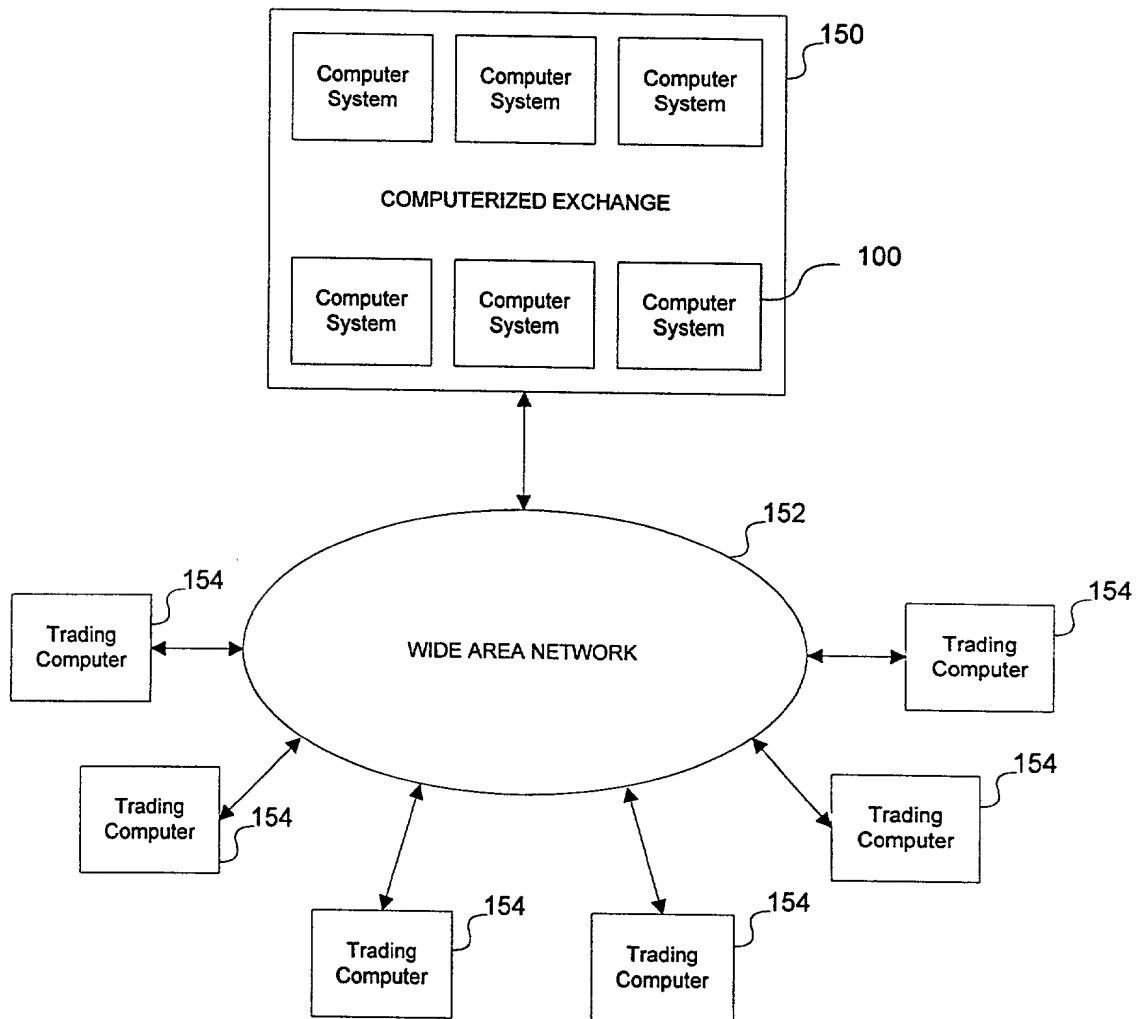 150
Computer
System
Computer
System
Computer
System
COMPUTERIZED EXCHANGE
100
Computer
System
Computer
System
Computer
System
152
WIDE AREA NETWORK
154
Trading
Computer
154
Trading
Computer
Trading
Computer
154
154
Trading
Computer
154
Trading
Computer
154
Trading
Computer